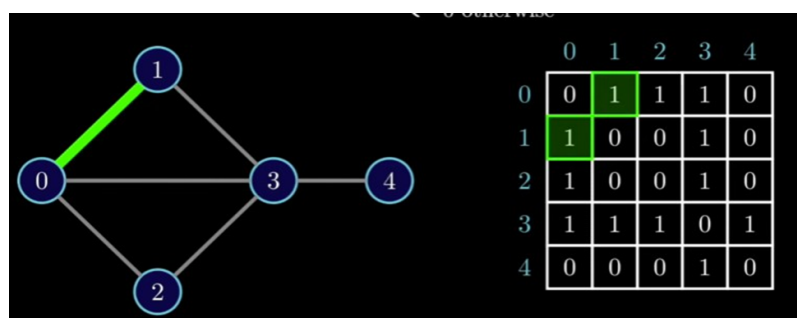 0 otherwise
1
0
3
4
2
0 1 2 3 4
0 0 1 1 1 0
1 1 0 0 1 0
2 1 0 0 1 0
3 1 1 1 0 1
4 0 0 0 1 0